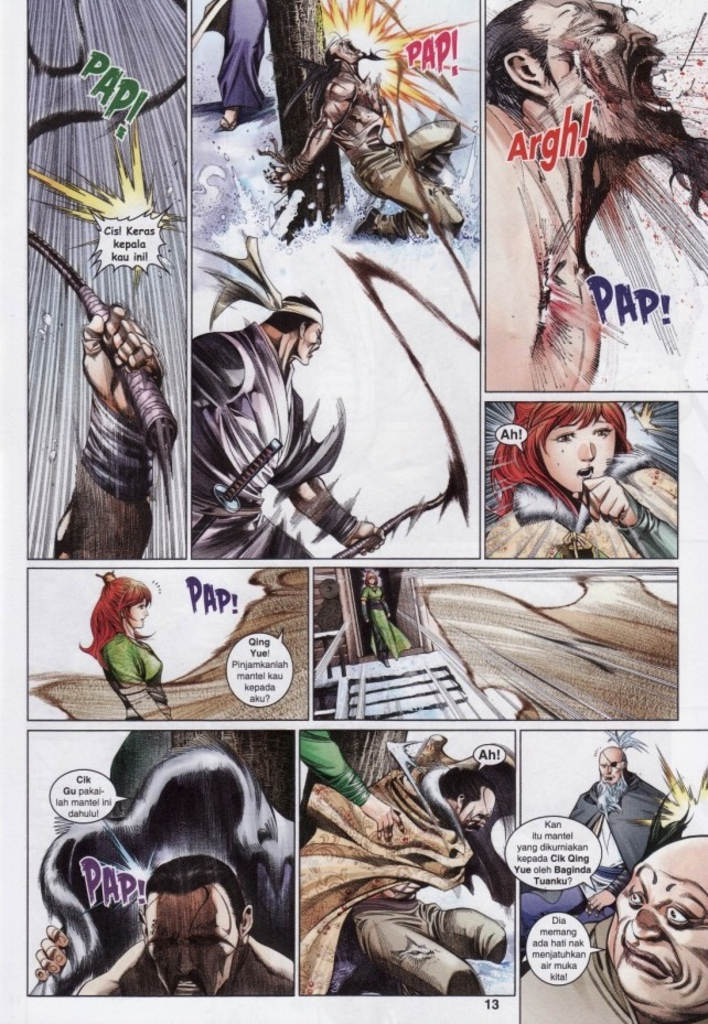 PAP!
Cis! Keras
kepala
kau ini!
PAP!
Argh!
PAP!
Ah!
PAP!
Qing
Yue!
Pinjamkanlah
mantel kau
kepada
aku?
Cik
Gu pakai-
lah mantel ini
dahulu!
PAP!
Ah!
Kan
itu mantel
yang dikurniakan
kepada Cik Qing
Yue oleh Baginda
Tuanku?
Dia
memang
ada hati nak
menjatuhkan
air muka
kita!
13